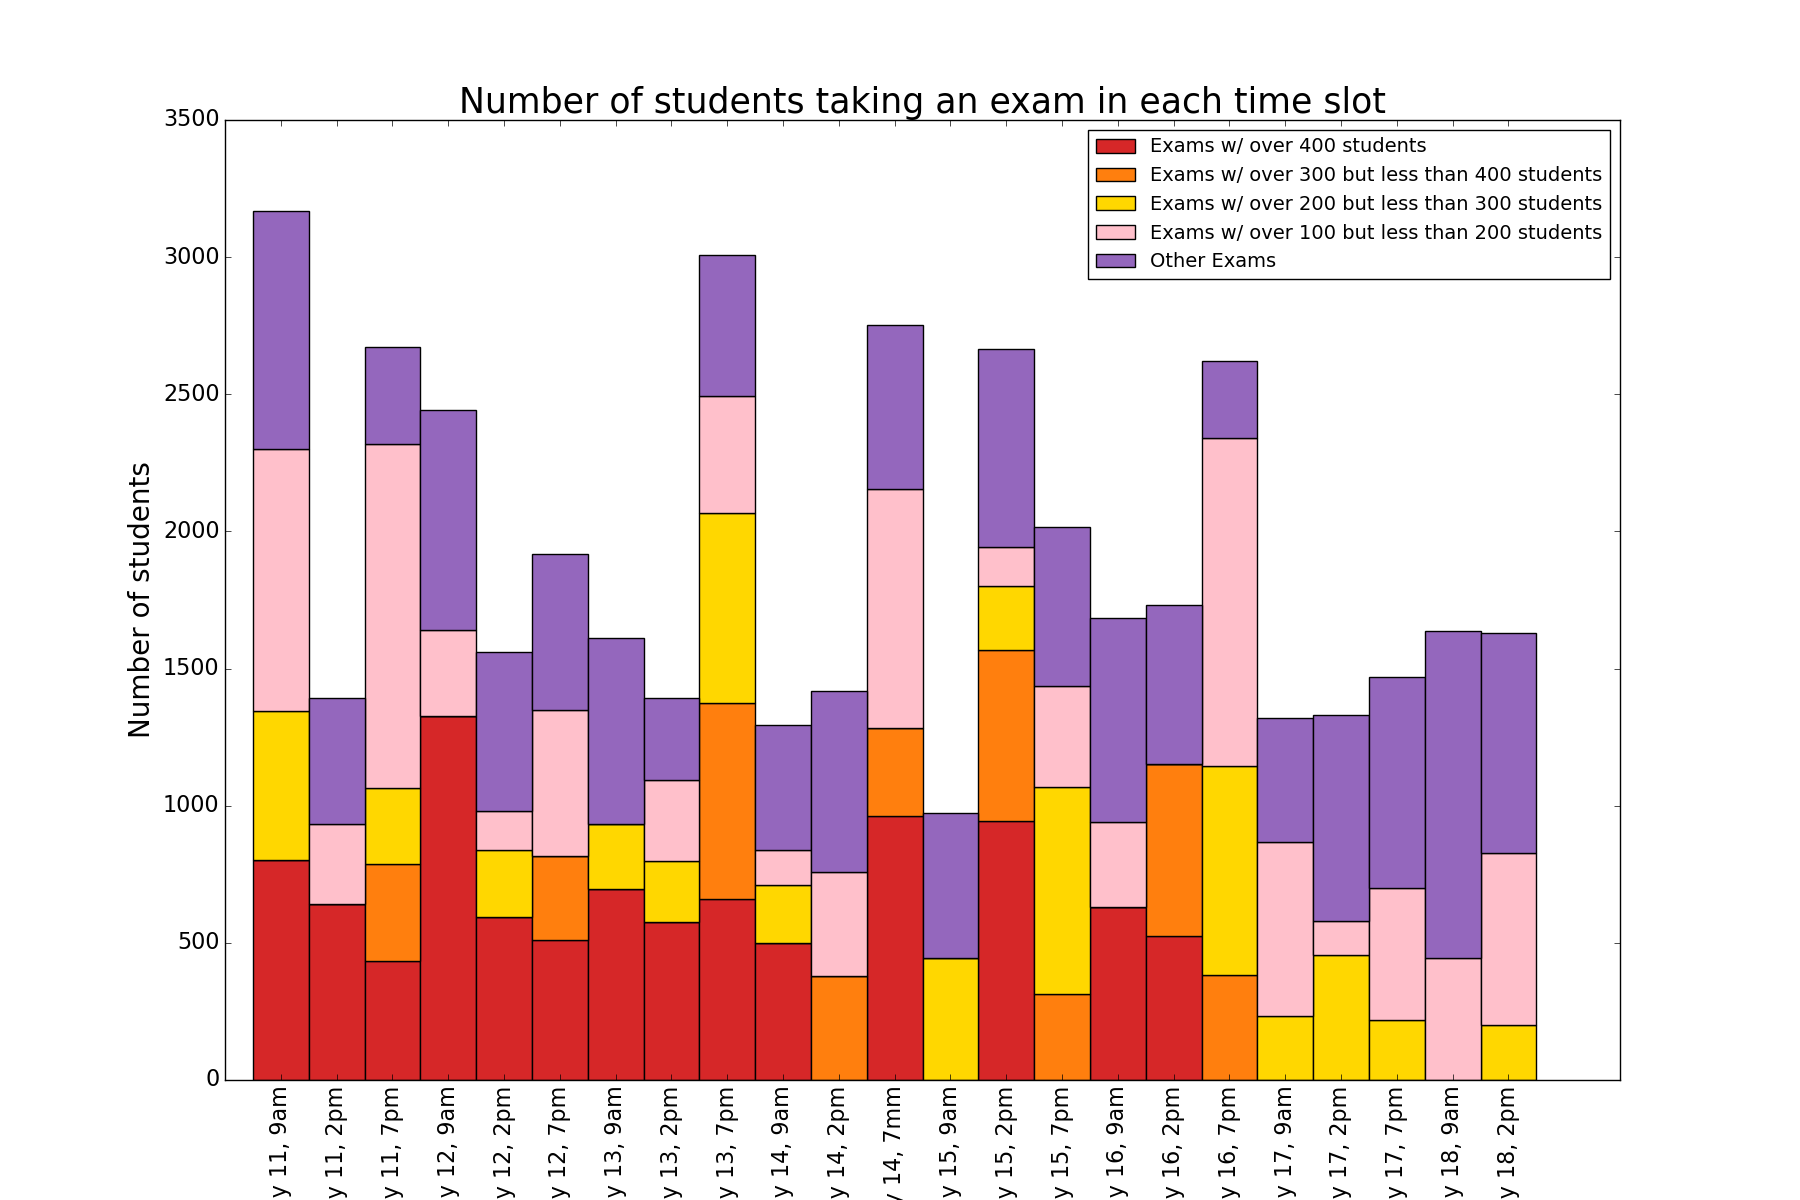 Number of students taking an exam in each time slot
3500
3000
2500
2000
1500
1000
500
0
Number of students
Exams w/ over 400 students
Exams w/ over 300 but less than 400 students
Exams w/ over 200 but less than 300 students
Exams w/ over 100 but less than 200 students
Other Exams
y 11, 9am
y 11, 2pm
y 11, 7pm
y 12, 9am
y 12, 2pm
y 12, 7pm
y 13, 9am
y 13, 2pm
y 13, 7pm
y 14, 9am
y 14, 2pm
y 14, 7mm
y 15, 9am
y 15, 2pm
y 15, 7pm
y 16, 9am
y 16, 2pm
y 16, 7pm
y 17, 9am
y 17, 2pm
y 17, 7pm
y 18, 9am
y 18, 2pm